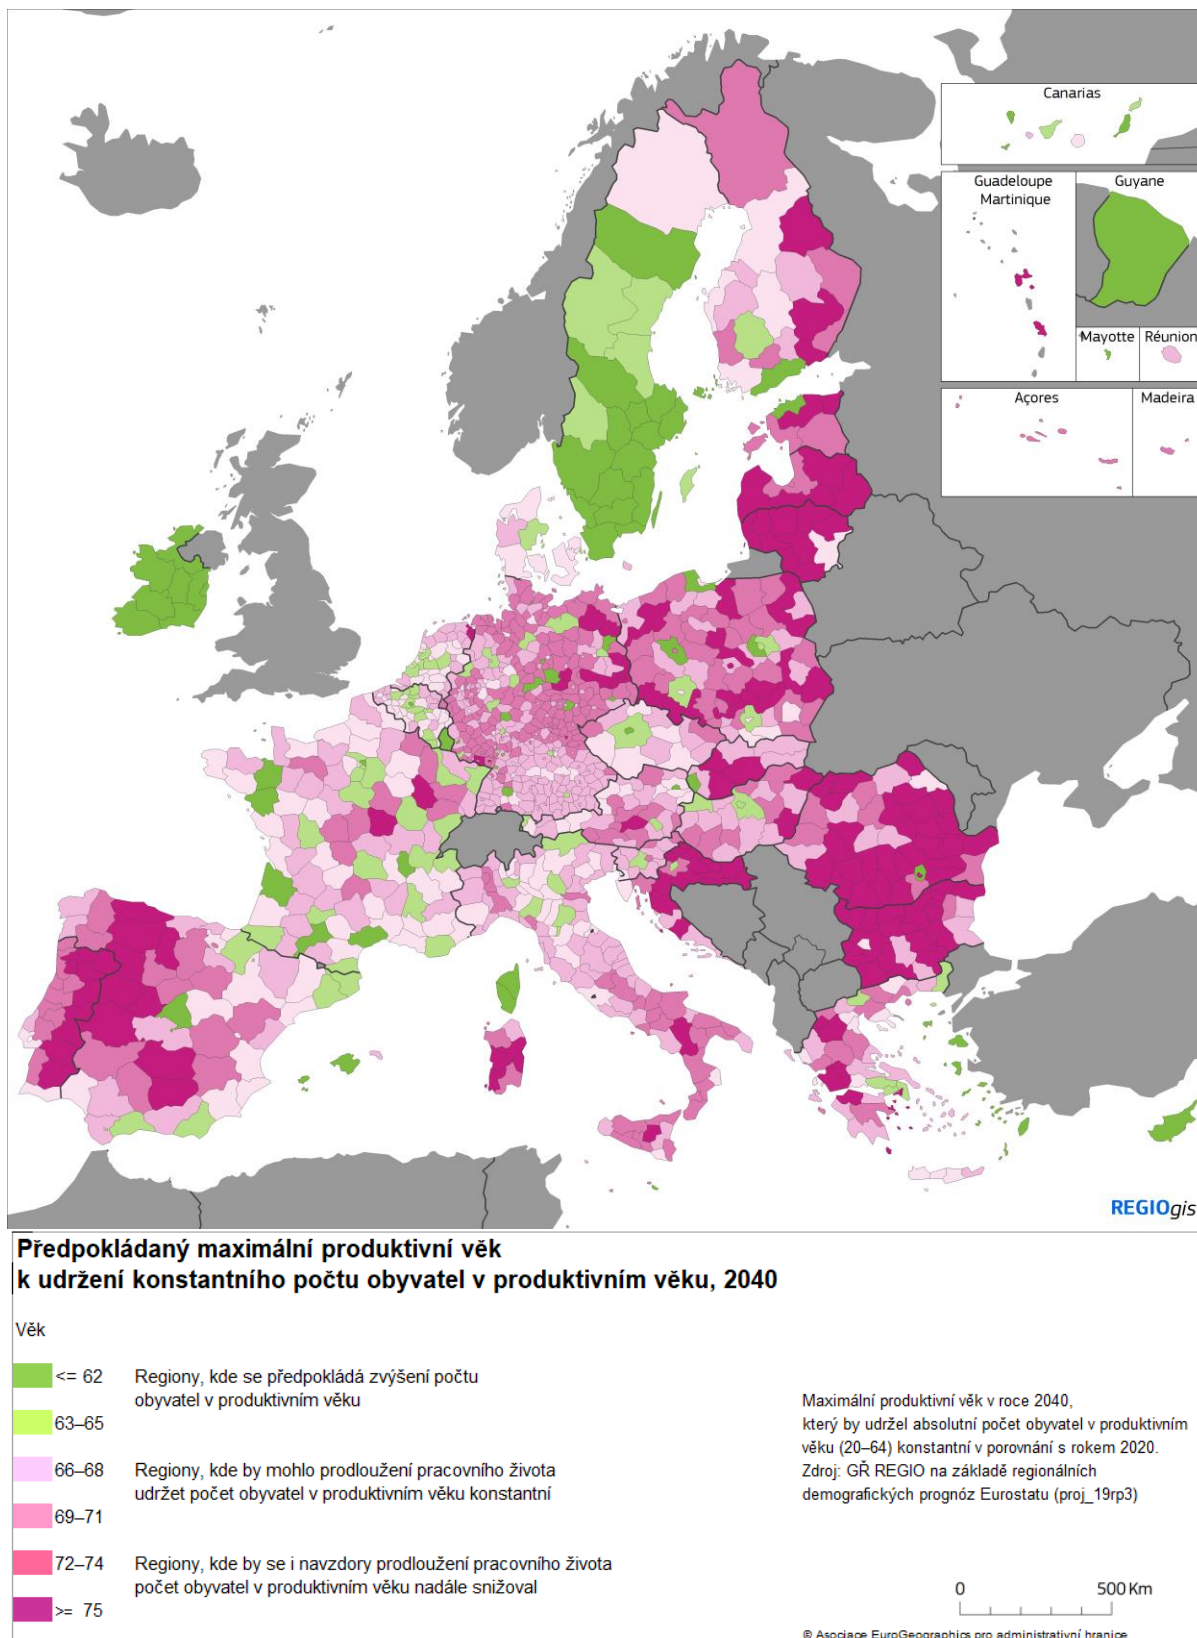 Canarias
Guadeloupe
Martinique
Guyane
Mayotte
Réunion
Açores
Madeira
REGIOgis
Předpokládaný maximální produktivní věk
k udržení konstantního počtu obyvatel v produktivním věku, 2040
Věk
<= 62
Regiony, kde se předpokládá zvýšení počtu
obyvatel v produktivním věku
63–65
66–68
Regiony, kde by mohlo prodloužení pracovního života
udržet počet obyvatel v produktivním věku konstantní
69–71
72–74
Regiony, kde by se i navzdory prodloužení pracovního života
počet obyvatel v produktivním věku nadále snižoval
>= 75
Maximální produktivní věk v roce 2040,
který by udržel absolutní počet obyvatel v produktivním
věku (20–64) konstantní v porovnání s rokem 2020.
Zdroj: GŘ REGIO na základě regionálních
demografických prognóz Eurostatu (proj_19rp3)
0 500 Km
© Asociace EuroGeographics pro administrativní hranice